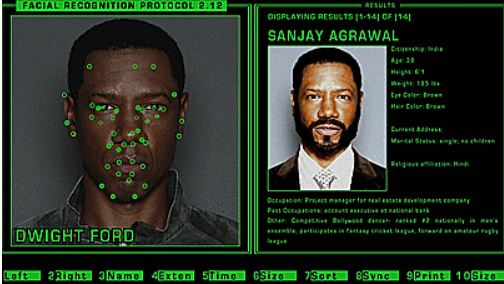 FACIAL RECOGNITION PROTOCOL 2.12
DWIGHT FORD
RESULTS
DISPLAYING RESULTS [1-14] OF [14]
SANJAY AGRAWAL
Citizenship: India
Age: 38
Height: 6'1
Weight: 185 lbs
Eye Color: Brown
Hair Color: Brown
Current Address:
Marital Status: single; no children
Religious affiliation: Hindi
Occupation: Project manager for real estate development company
Past Occupations: account executive at national bank
Other: Competitive Bollywood dancer- ranked #2 nationally in men's
ensemble, participates in fantasy cricket league, forward on amateur rugby
league
Left 2Right 3Name 4Exten 5Time 6Size 7Sort 8Sync 9Print 10Size